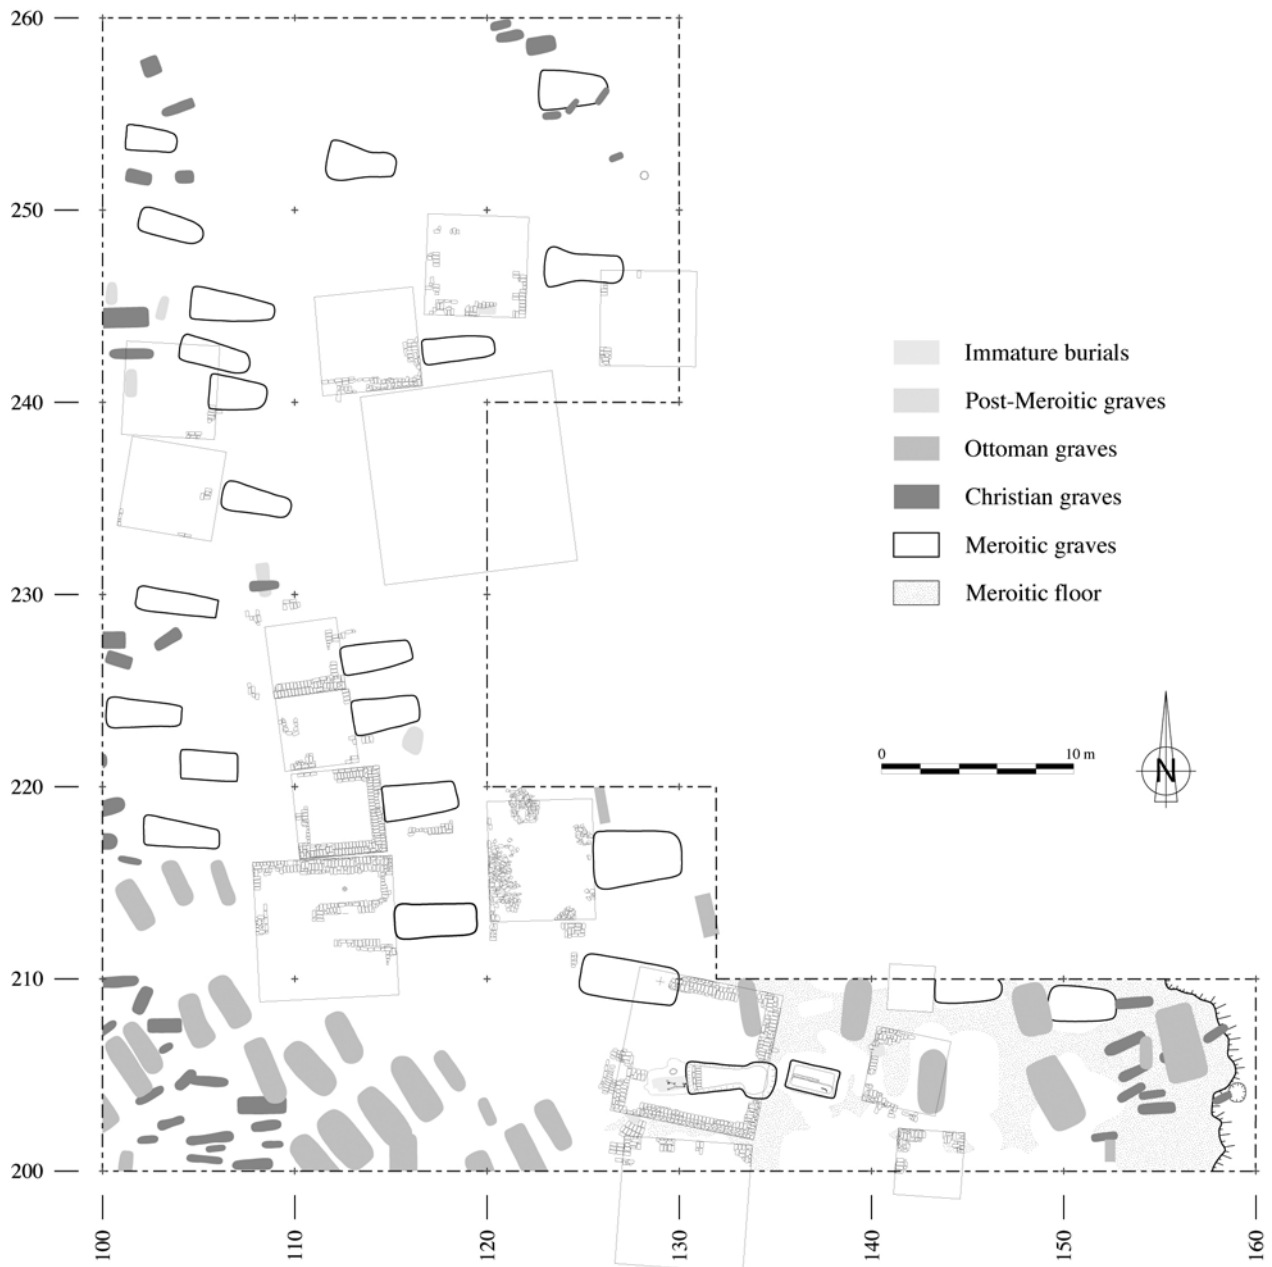 260
250
240
230
220
210
200
Immature burials
Post-Meroitic graves
Ottoman graves
Christian graves
Meroitic graves
Meroitic floor
0 10 m
N
100 110 120 130 140 150 160